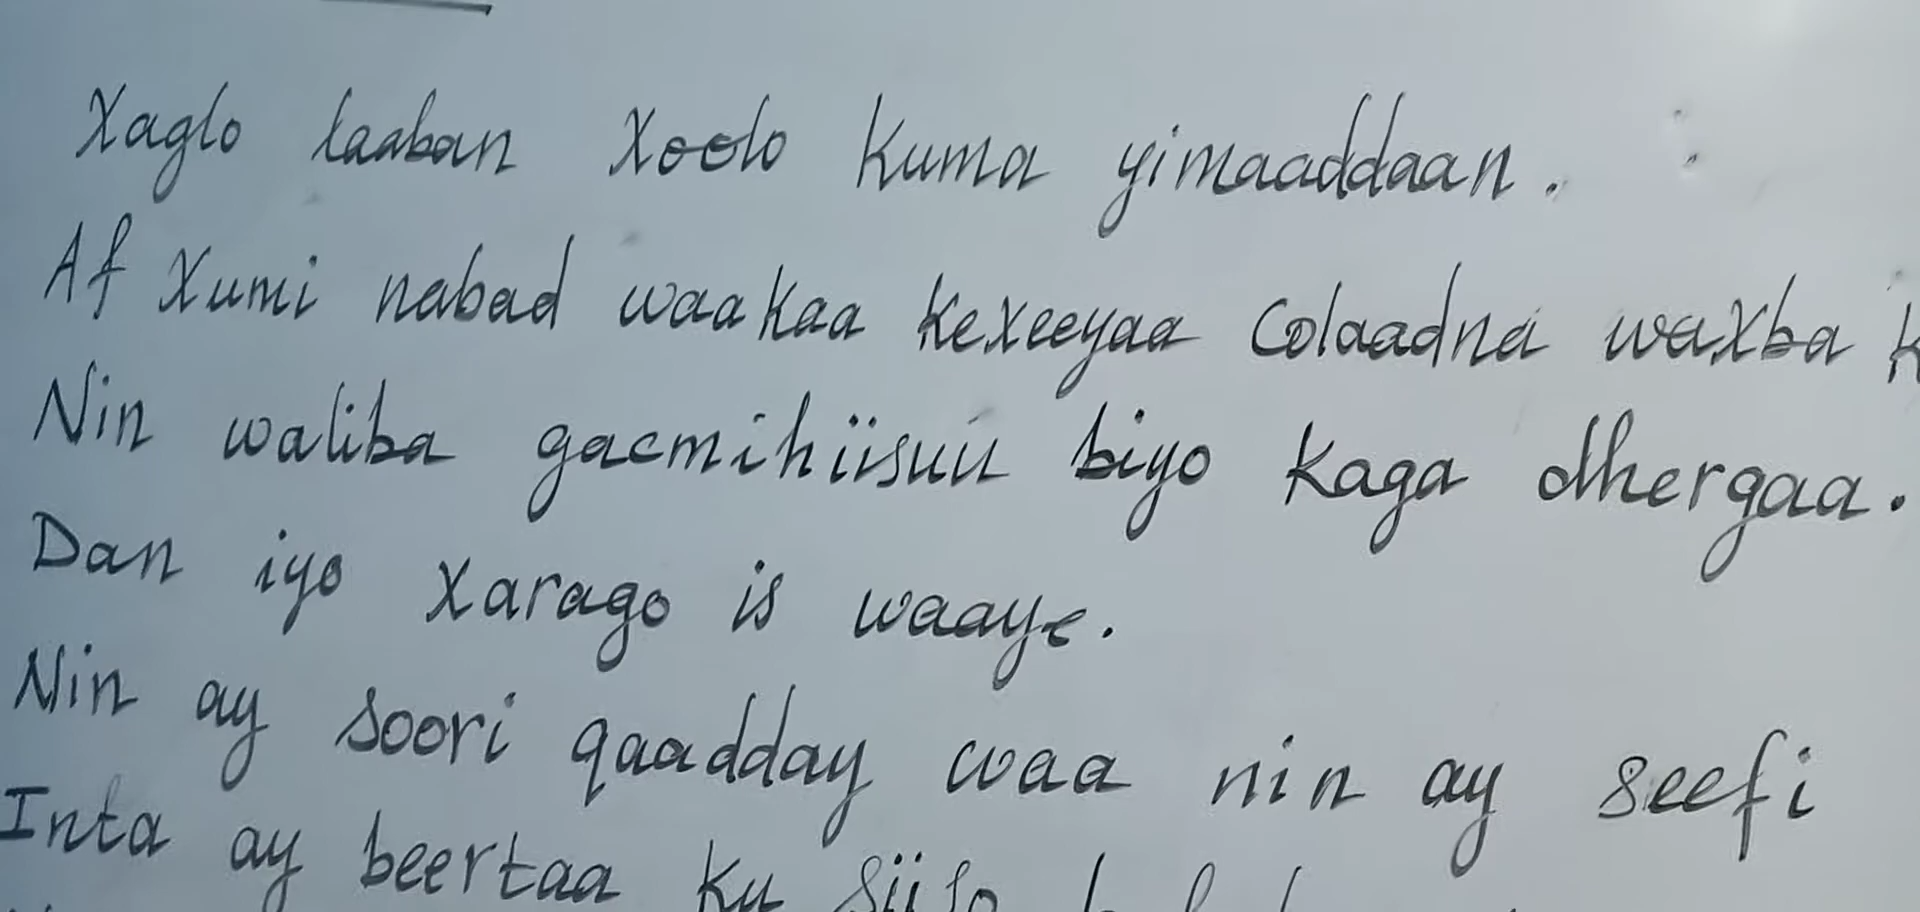 Xaglo laaban Xoolo Kuma yimaaddaan.
Af Xumi nabad waa Kaa Kexeeyaa Colaadna waxba
Nin waliba gacmihiisuu biyo Kaga dhergaa.
Dan iyo Xarago is waaye.
Nin ay soori qaadday waa nin ay seefi
Inta ay beertaa Ku